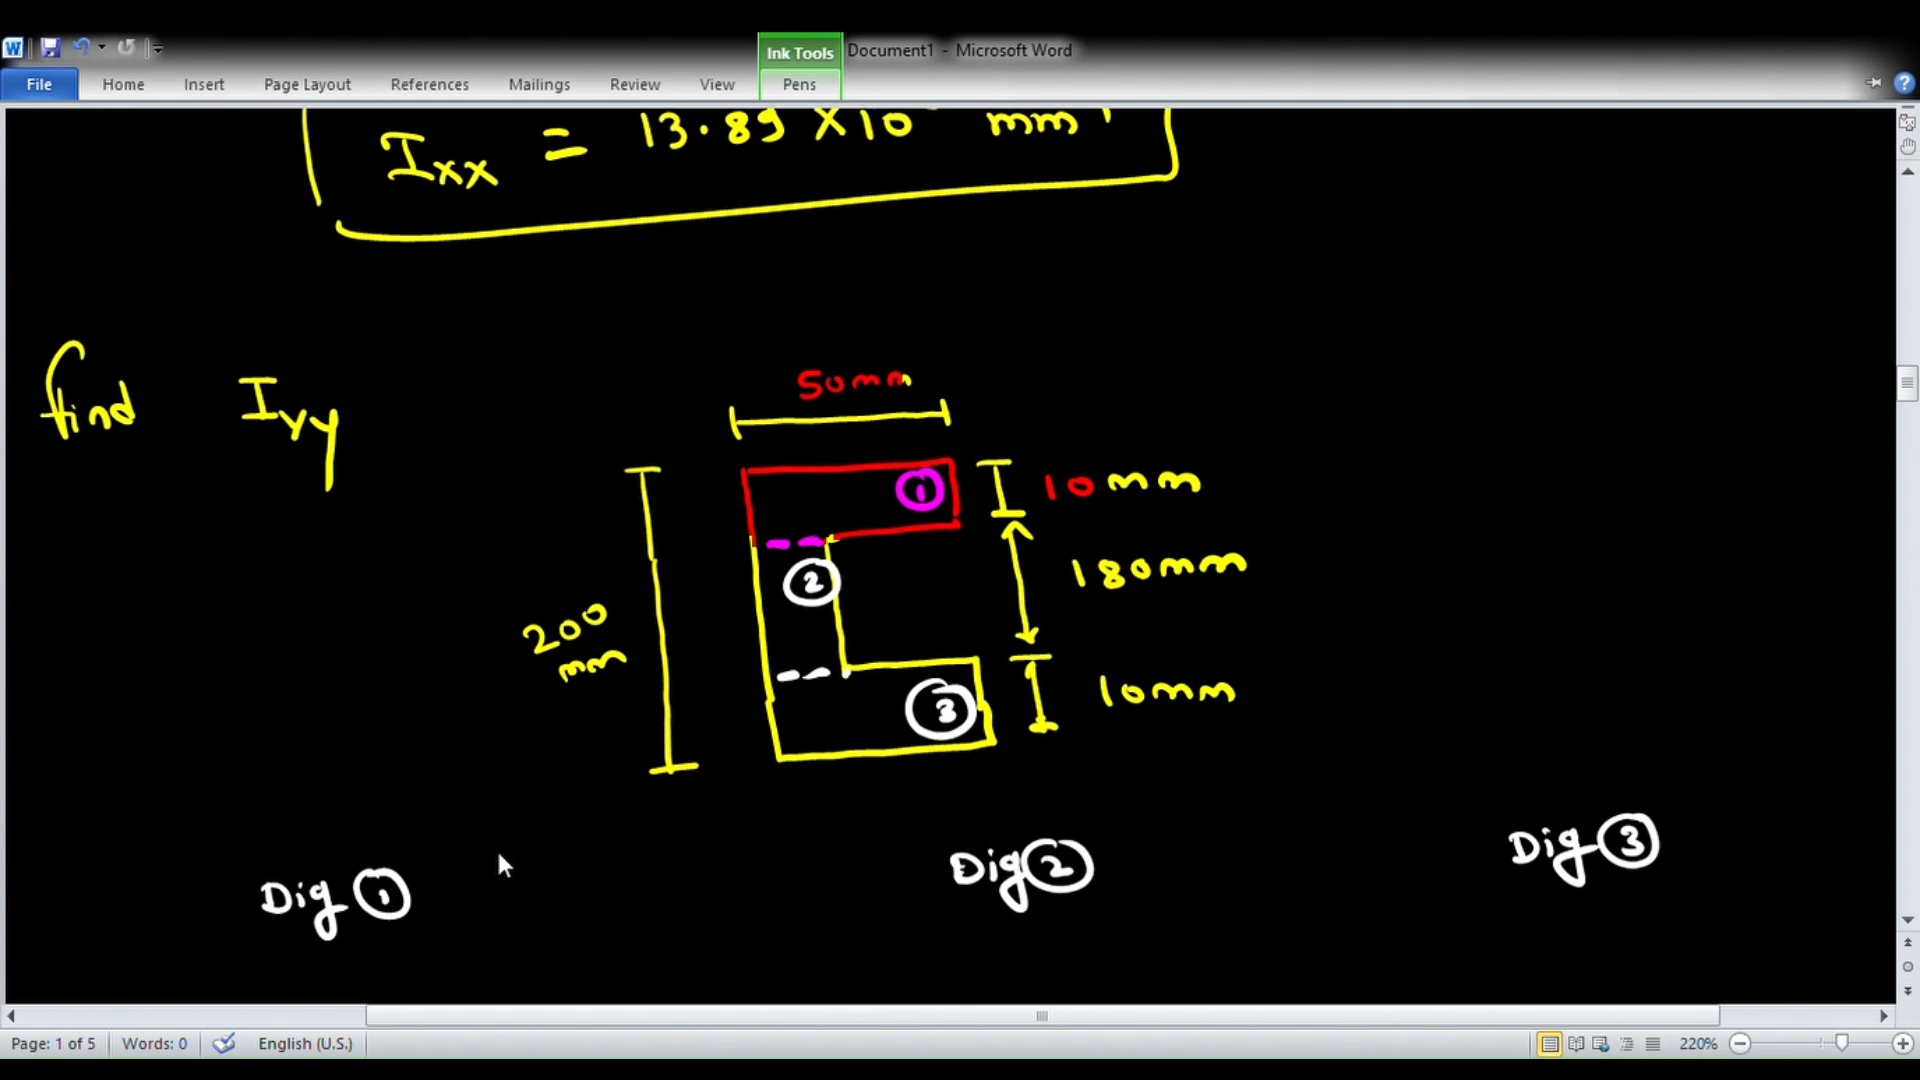 Ink Tools
Document1 - Microsoft Word
File Home Insert Page Layout References Mailings Review View Pens
Ixx = 13.89 X10 mm
find Iyy
50mm
1
10mm
2
180mm
200
mm
3
10mm
Dig 1
Dig 2
Dig 3
Page: 1 of 5 Words: 0 English (U.S.) 220%